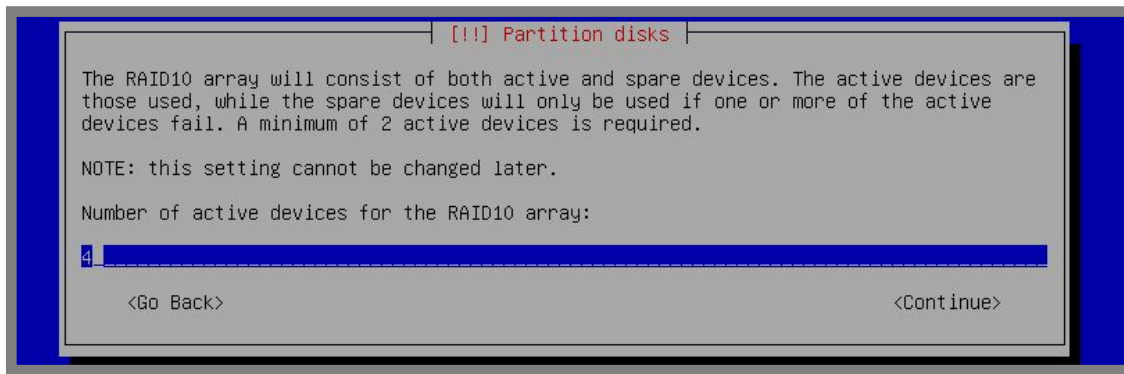 [!!] Partition disks
The RAID10 array will consist of both active and spare devices. The active devices are
those used, while the spare devices will only be used if one or more of the active
devices fail. A minimum of 2 active devices is required.
NOTE: this setting cannot be changed later.
Number of active devices for the RAID10 array:
4
<Go Back> <Continue>